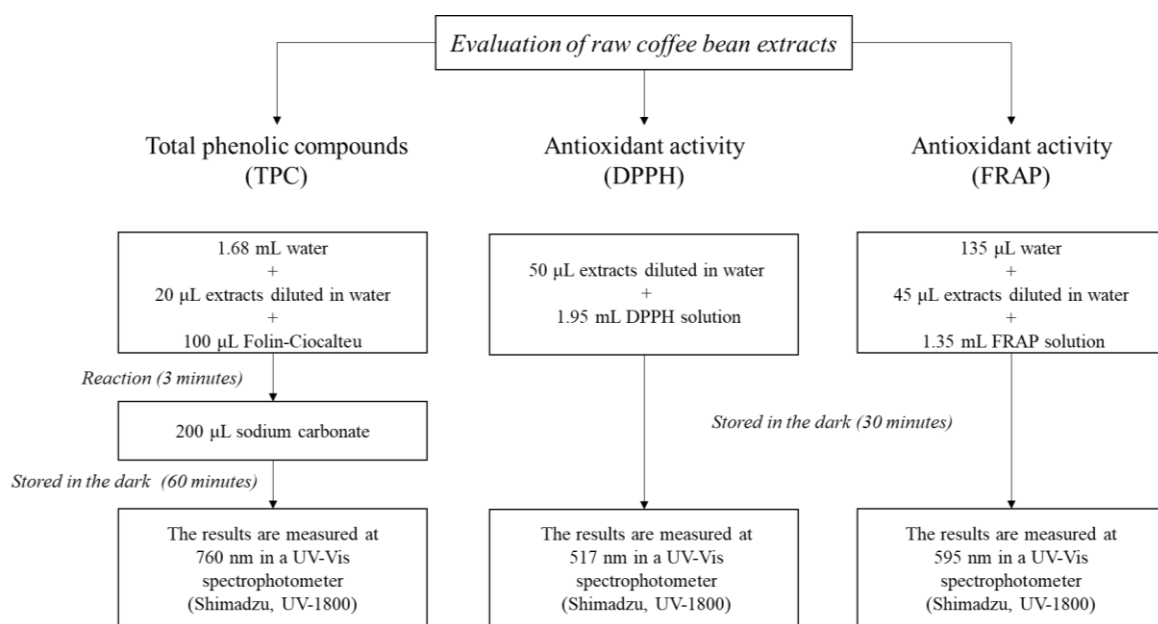 Evaluation of raw coffee bean extracts
Total phenolic compounds
(TPC)
1.68 mL water
+
20 μL extracts diluted in water
+
100 μL Folin-Ciocalteu
Reaction (3 minutes)
200 μL sodium carbonate
Stored in the dark (60 minutes)
The results are measured at
760 nm in a UV-Vis
spectrophotometer
(Shimadzu, UV-1800)
Antioxidant activity
(DPPH)
50 μL extracts diluted in water
+
1.95 mL DPPH solution
Stored in the dark (30 minutes)
The results are measured at
517 nm in a UV-Vis
spectrophotometer
(Shimadzu, UV-1800)
Antioxidant activity
(FRAP)
135 μL water
+
45 μL extracts diluted in water
+
1.35 mL FRAP solution
The results are measured at
595 nm in a UV-Vis
spectrophotometer
(Shimadzu, UV-1800)